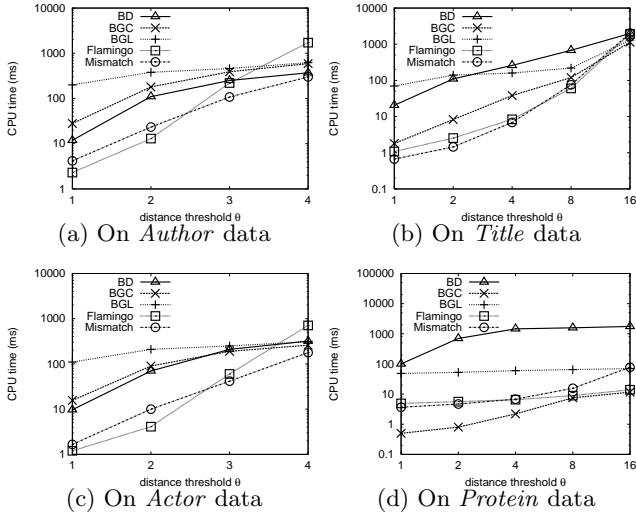 10000
1000
100
10
1
CPU time (ms)
BD
BGC
BGL
Flamingo
Mismatch
1 2 3 4
distance threshold θ
(a) On Author data
10000
1000
100
10
1
0.1
CPU time (ms)
BD
BGC
BGL
Flamingo
Mismatch
1 2 4 8 16
distance threshold θ
(b) On Title data
10000
1000
100
10
1
CPU time (ms)
BD
BGC
BGL
Flamingo
Mismatch
1 2 3 4
distance threshold θ
(c) On Actor data
100000
10000
1000
100
10
1
0.1
CPU time (ms)
BD
BGC
BGL
Flamingo
Mismatch
1 2 4 8 16
distance threshold θ
(d) On Protein data